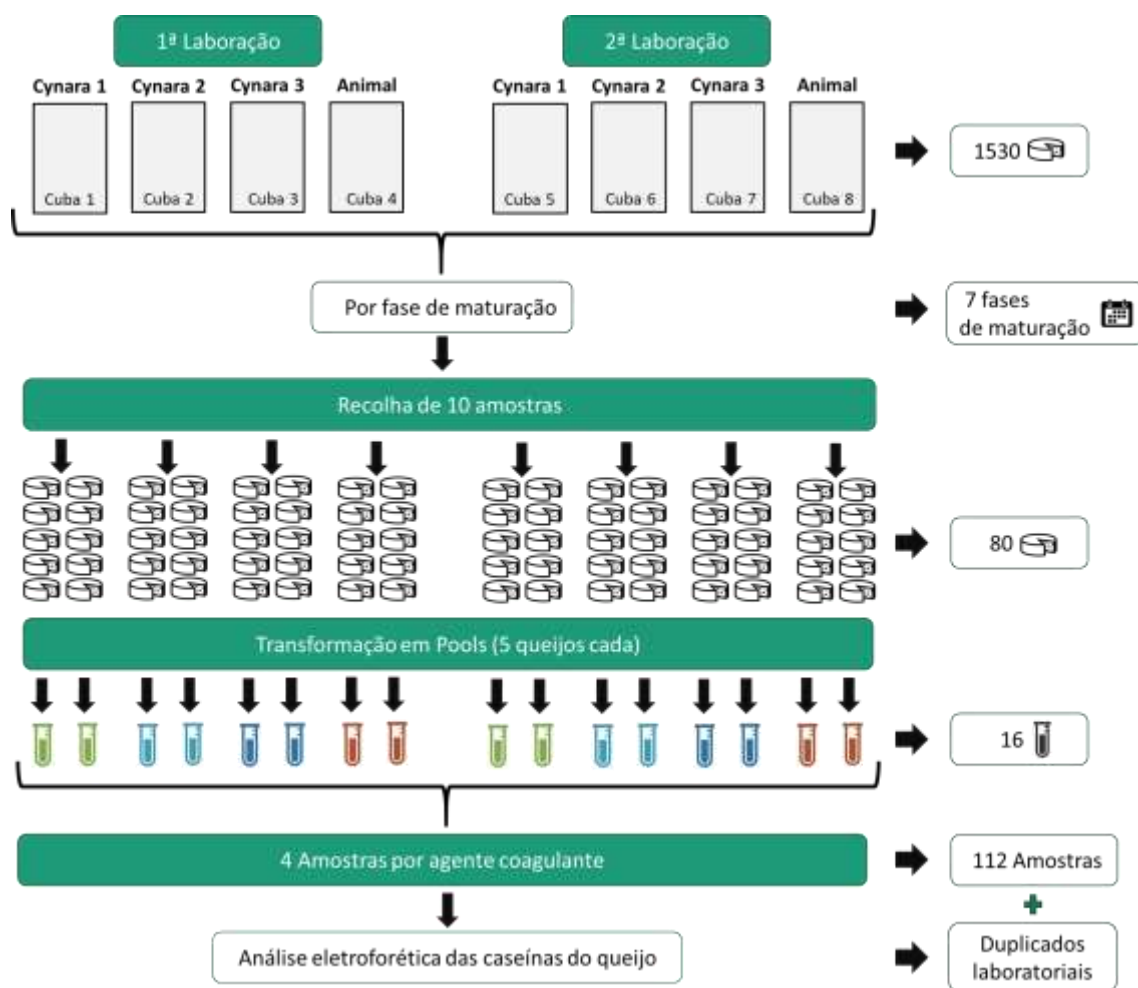 1ª Laboração
2ª Laboração
Cynara 1
Cynara 2
Cynara 3
Animal
Cynara 1
Cynara 2
Cynara 3
Animal
Cuba 1
Cuba 2
Cuba 3
Cuba 4
Cuba 5
Cuba 6
Cuba 7
Cuba 8
1530
Por fase de maturação
7 fases
de maturação
Recolha de 10 amostras
80
Transformação em Pools (5 queijos cada)
16
4 Amostras por agente coagulante
112 Amostras
+
Análise eletroforética das caseínas do queijo
Duplicados
laboratoriais